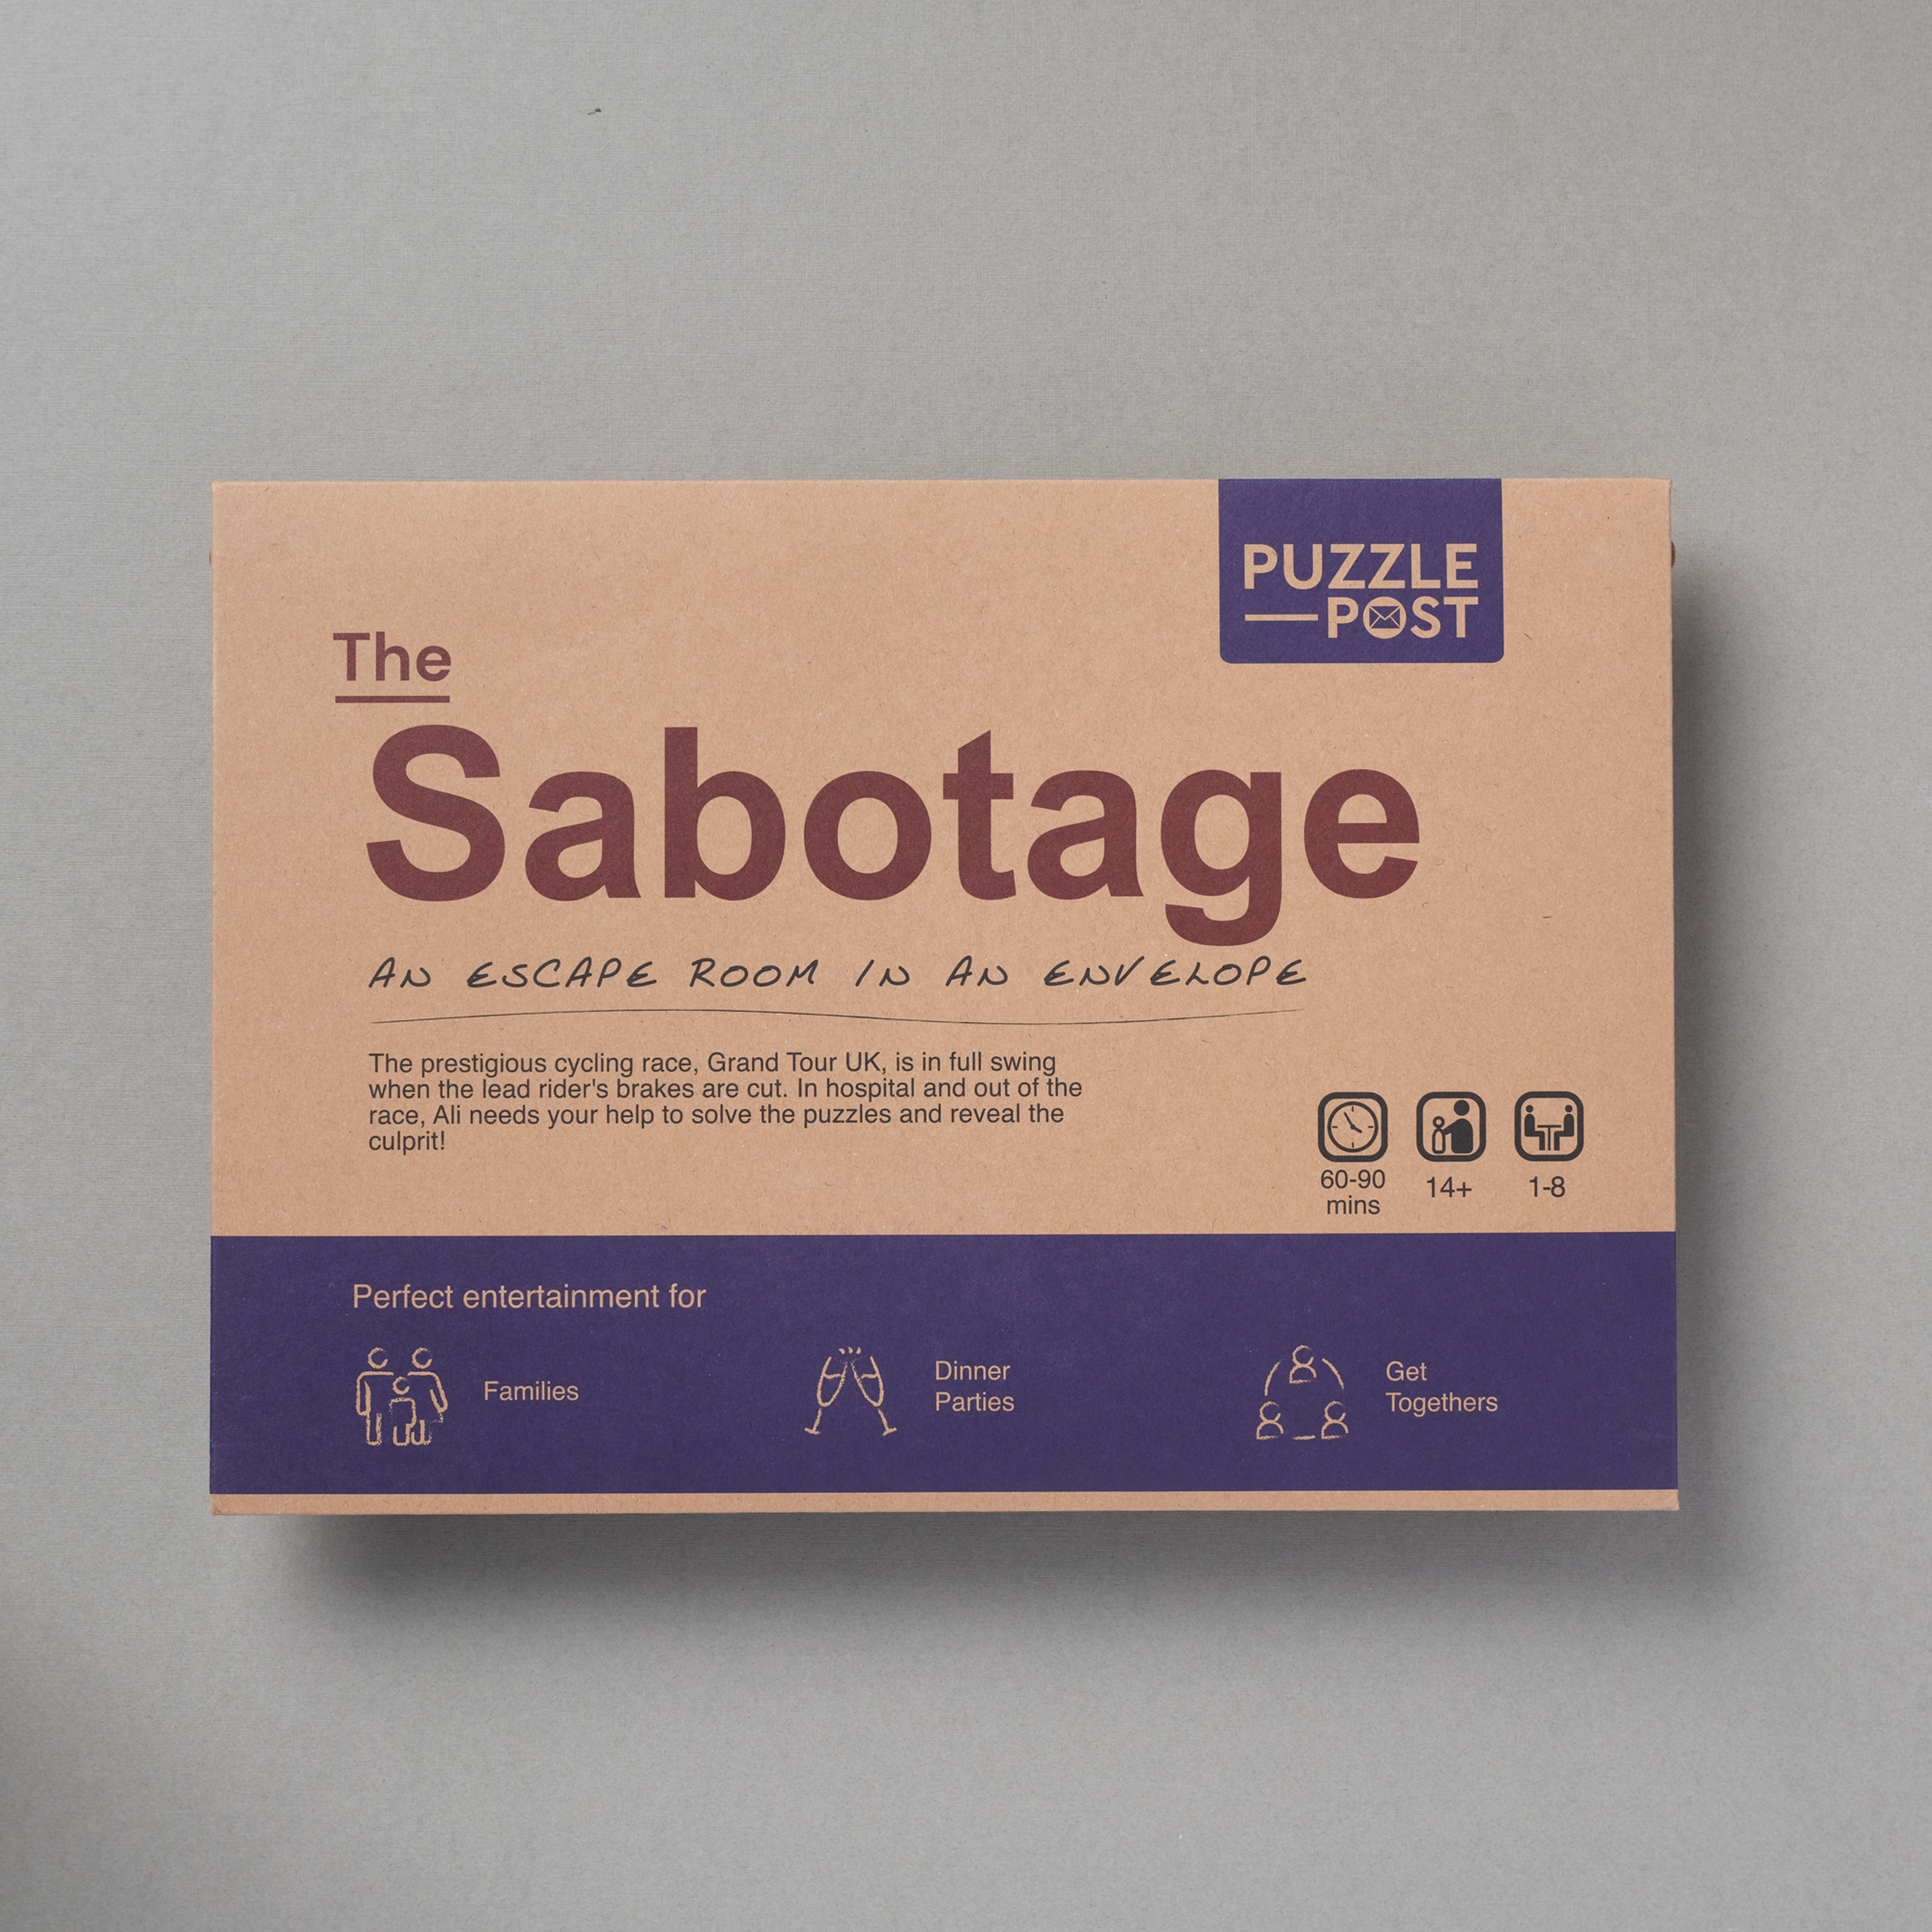 PUZZLE
POST
The
Sabotage
AN ESCAPE ROOM IN AN ENVELOPE
The prestigious cycling race, Grand Tour UK, is in full swing
when the lead rider's brakes are cut. In hospital and out of the
race, Ali needs your help to solve the puzzles and reveal the
culprit!
60-90
mins
14+
1-8
Perfect entertainment for
Families
Dinner
Parties
Get
Togethers